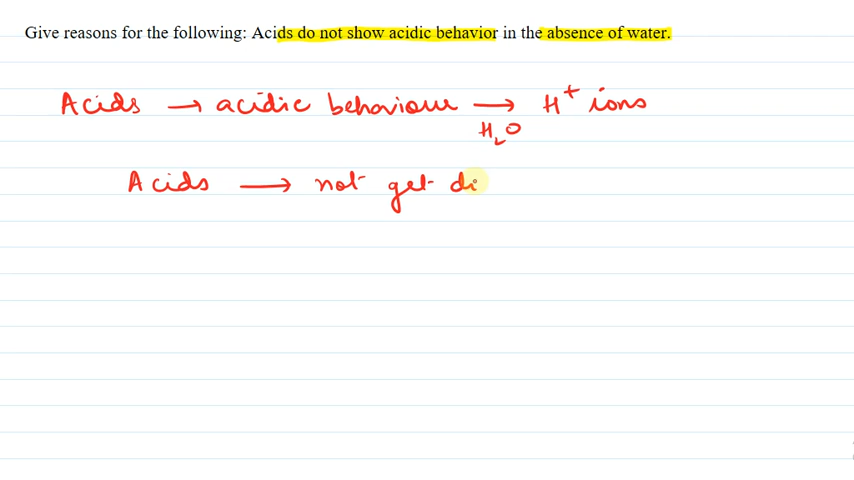 Give reasons for the following: Acids do not show acidic behavior in the absence of water.
Acids → acidic behaviour → H⁺ ions
H₂O
Acids → not get di